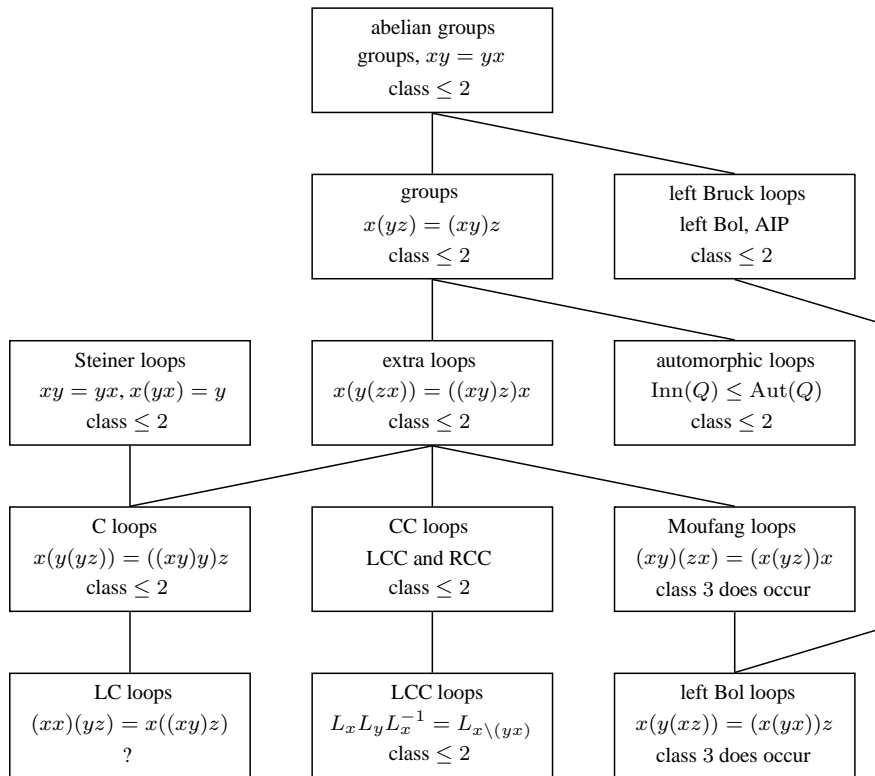 abelian groups
groups, xy = yx
class ≤ 2
groups
x(yz) = (xy)z
class ≤ 2
left Bruck loops
left Bol, AIP
class ≤ 2
Steiner loops
xy = yx, x(yx) = y
class ≤ 2
extra loops
x(y(zx)) = ((xy)z)x
class ≤ 2
automorphic loops
Inn(Q) ≤ Aut(Q)
class ≤ 2
C loops
x(y(yz)) = ((xy)y)z
class ≤ 2
CC loops
LCC and RCC
class ≤ 2
Moufang loops
(xy)(zx) = (x(yz))x
class 3 does occur
LC loops
(xx)(yz) = x((xy)z)
?
LCC loops
LₓLᵧLₓ⁻¹ = L_{x\(yx)}
class ≤ 2
left Bol loops
x(y(xz)) = (x(yx))z
class 3 does occur